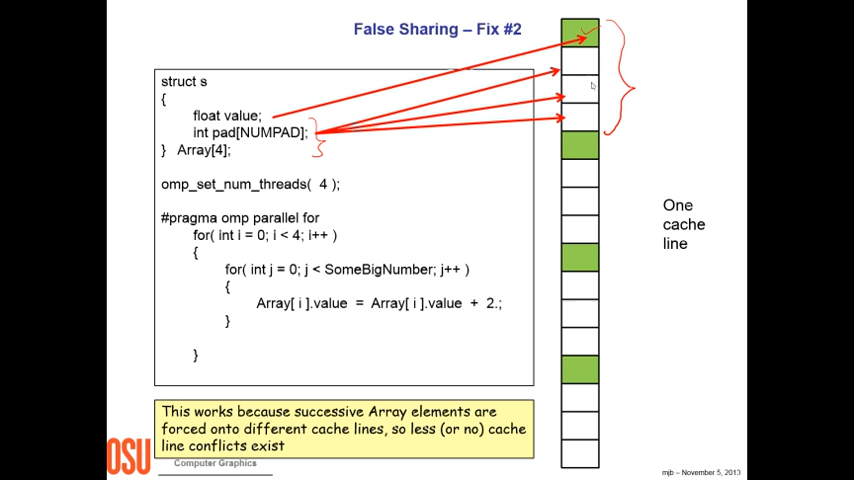 False Sharing – Fix #2
struct s
{
float value;
int pad[NUMPAD];
} Array[4];
omp_set_num_threads( 4 );
#pragma omp parallel for
for( int i = 0; i < 4; i++ )
{
for( int j = 0; j < SomeBigNumber; j++ )
{
Array[ i ].value = Array[ i ].value + 2.;
}
}
One
cache
line
This works because successive Array elements are
forced onto different cache lines, so less (or no) cache
line conflicts exist
OSU
Computer Graphics
mjb – November 5, 2013